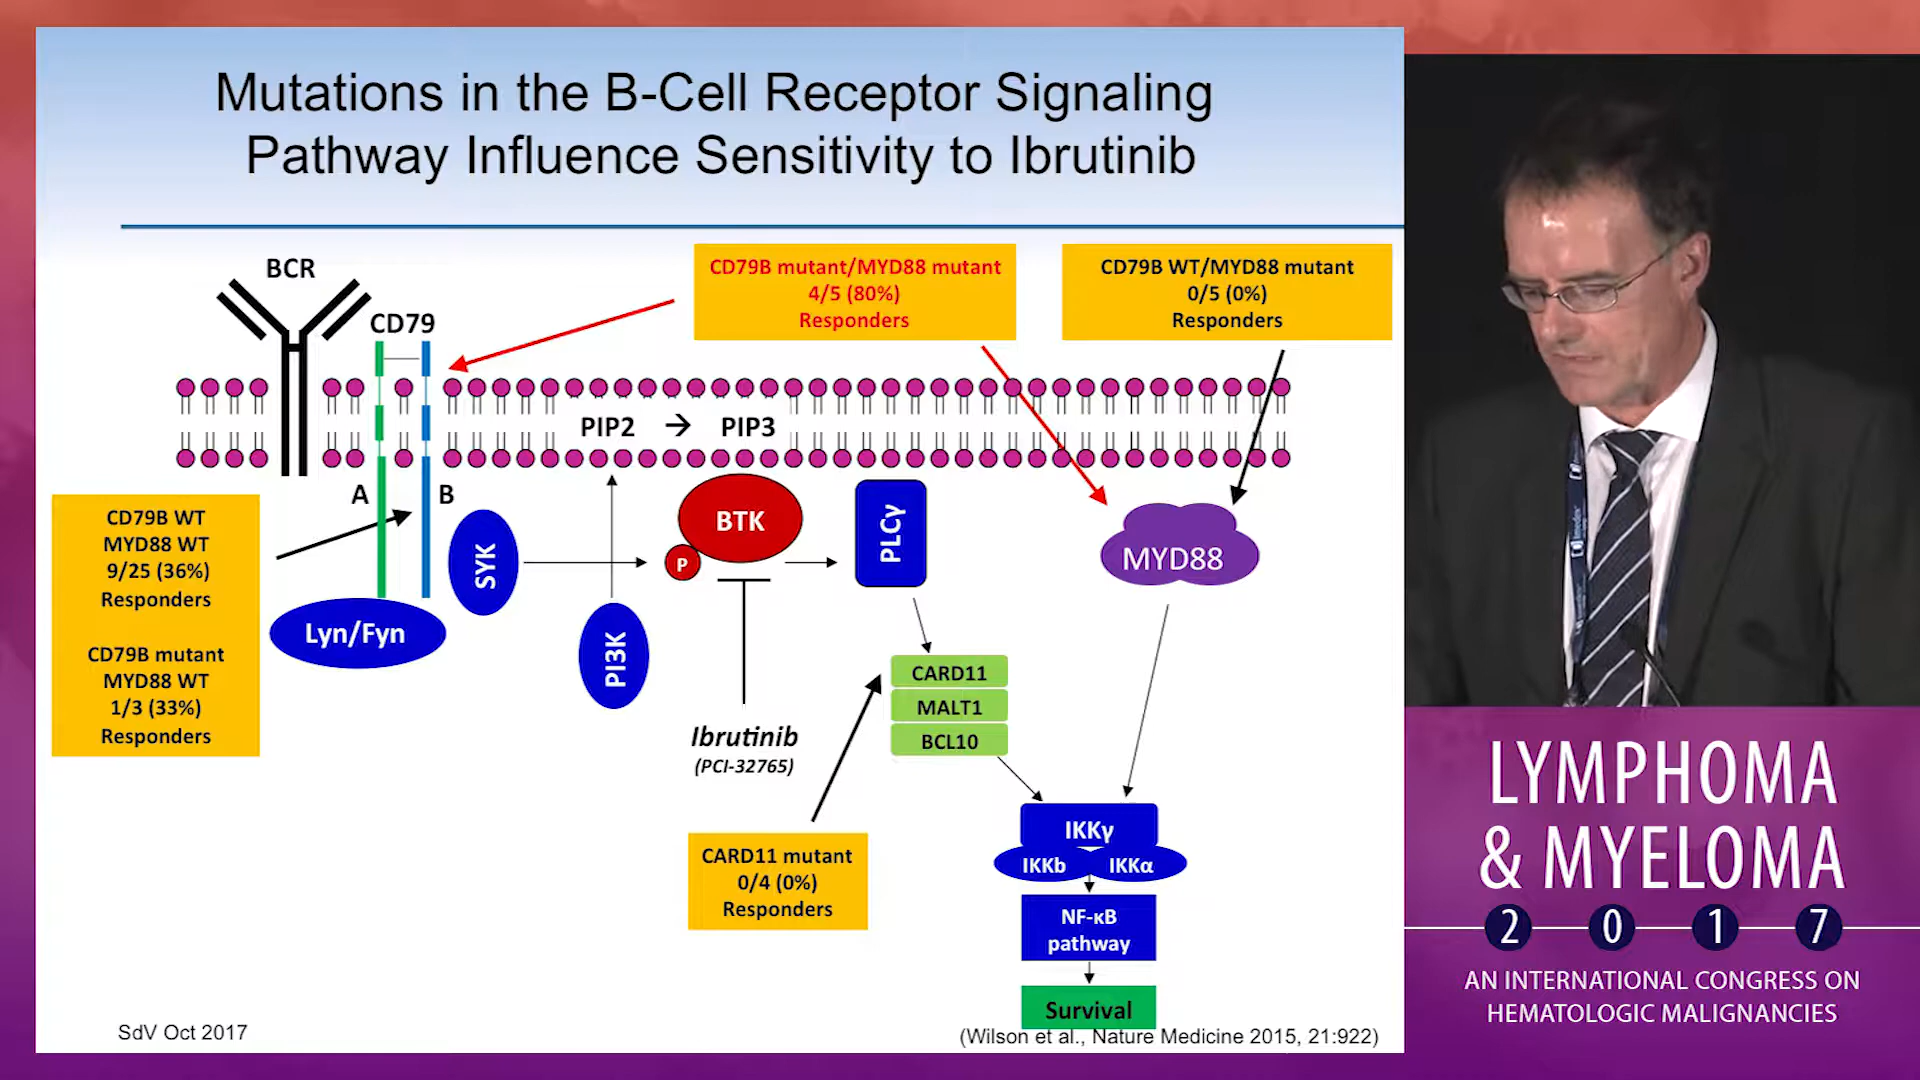 Mutations in the B-Cell Receptor Signaling
Pathway Influence Sensitivity to Ibrutinib
BCR
CD79
CD79B mutant/MYD88 mutant
4/5 (80%)
Responders
CD79B WT/MYD88 mutant
0/5 (0%)
Responders
PIP2 → PIP3
A
B
CD79B WT
MYD88 WT
9/25 (36%)
Responders
CD79B mutant
MYD88 WT
1/3 (33%)
Responders
Lyn/Fyn
SYK
PI3K
BTK
P
PLCγ
MYD88
Ibrutinib
(PCI-32765)
CARD11
MALT1
BCL10
CARD11 mutant
0/4 (0%)
Responders
IKKγ
IKKb
IKKα
NF-κB
pathway
Survival
SdV Oct 2017
(Wilson et al., Nature Medicine 2015, 21:922)
LYMPHOMA
& MYELOMA
2017
AN INTERNATIONAL CONGRESS ON
HEMATOLOGIC MALIGNANCIES